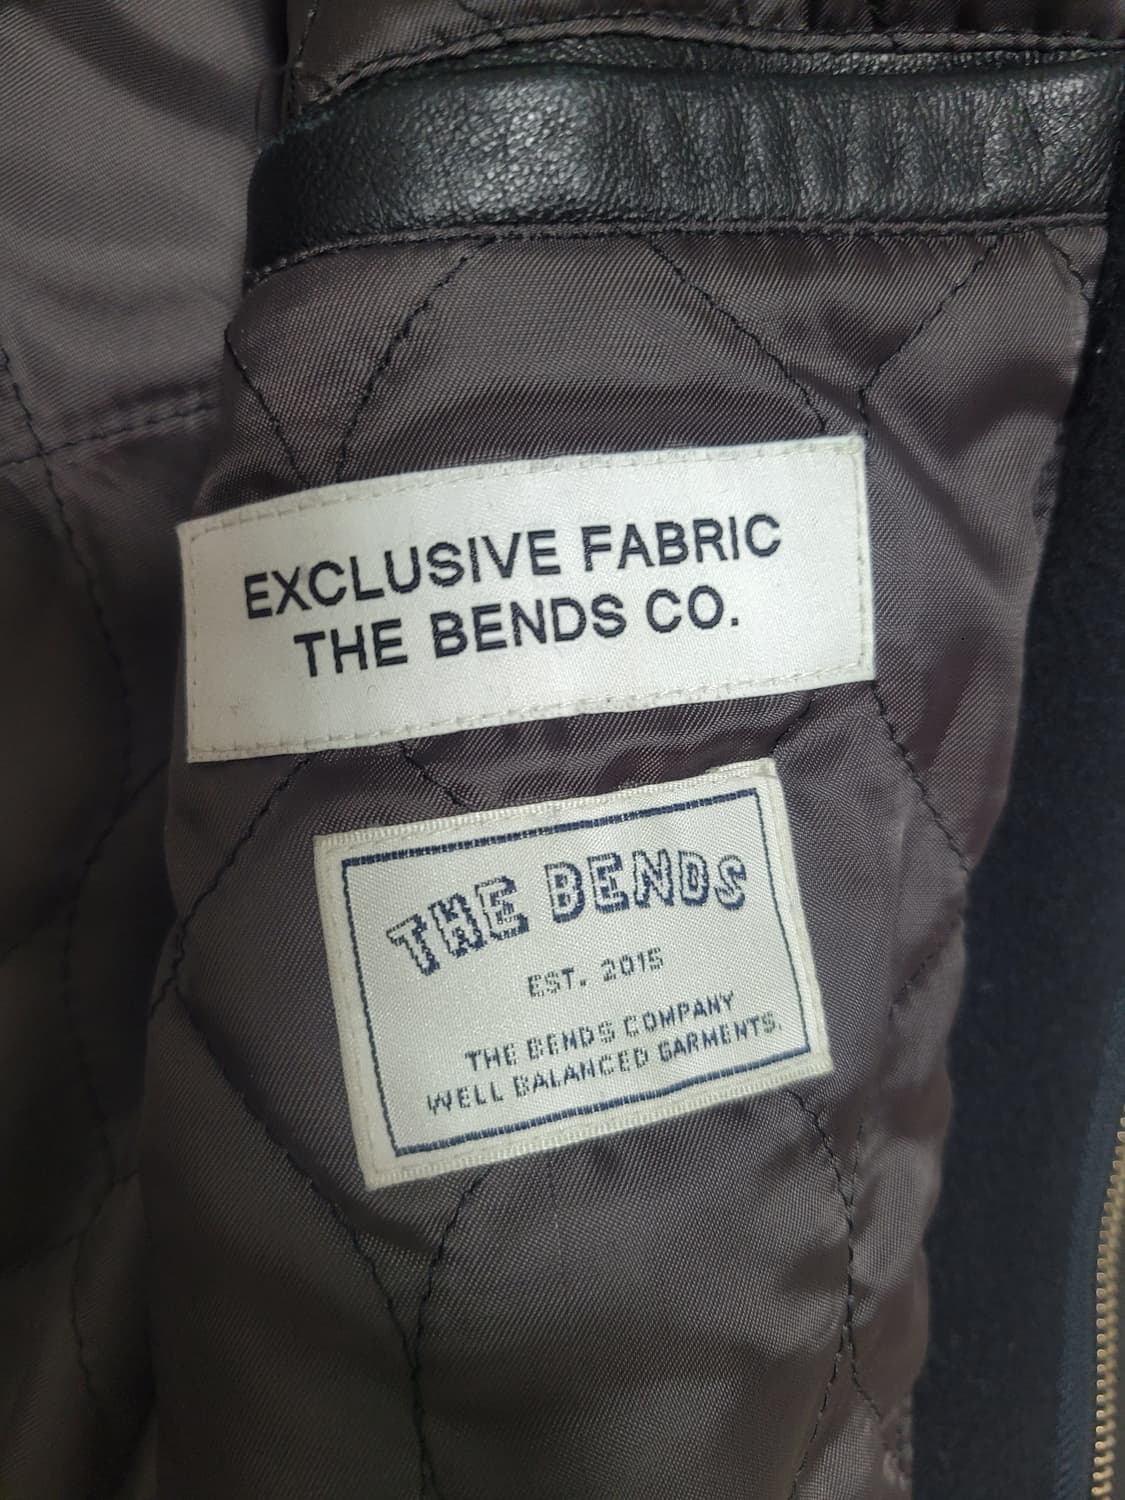 EXCLUSIVE FABRIC
THE BENDS CO.
THE BENDS
EST. 2015
THE BENDS COMPANY
WELL BALANCED GARMENTS.